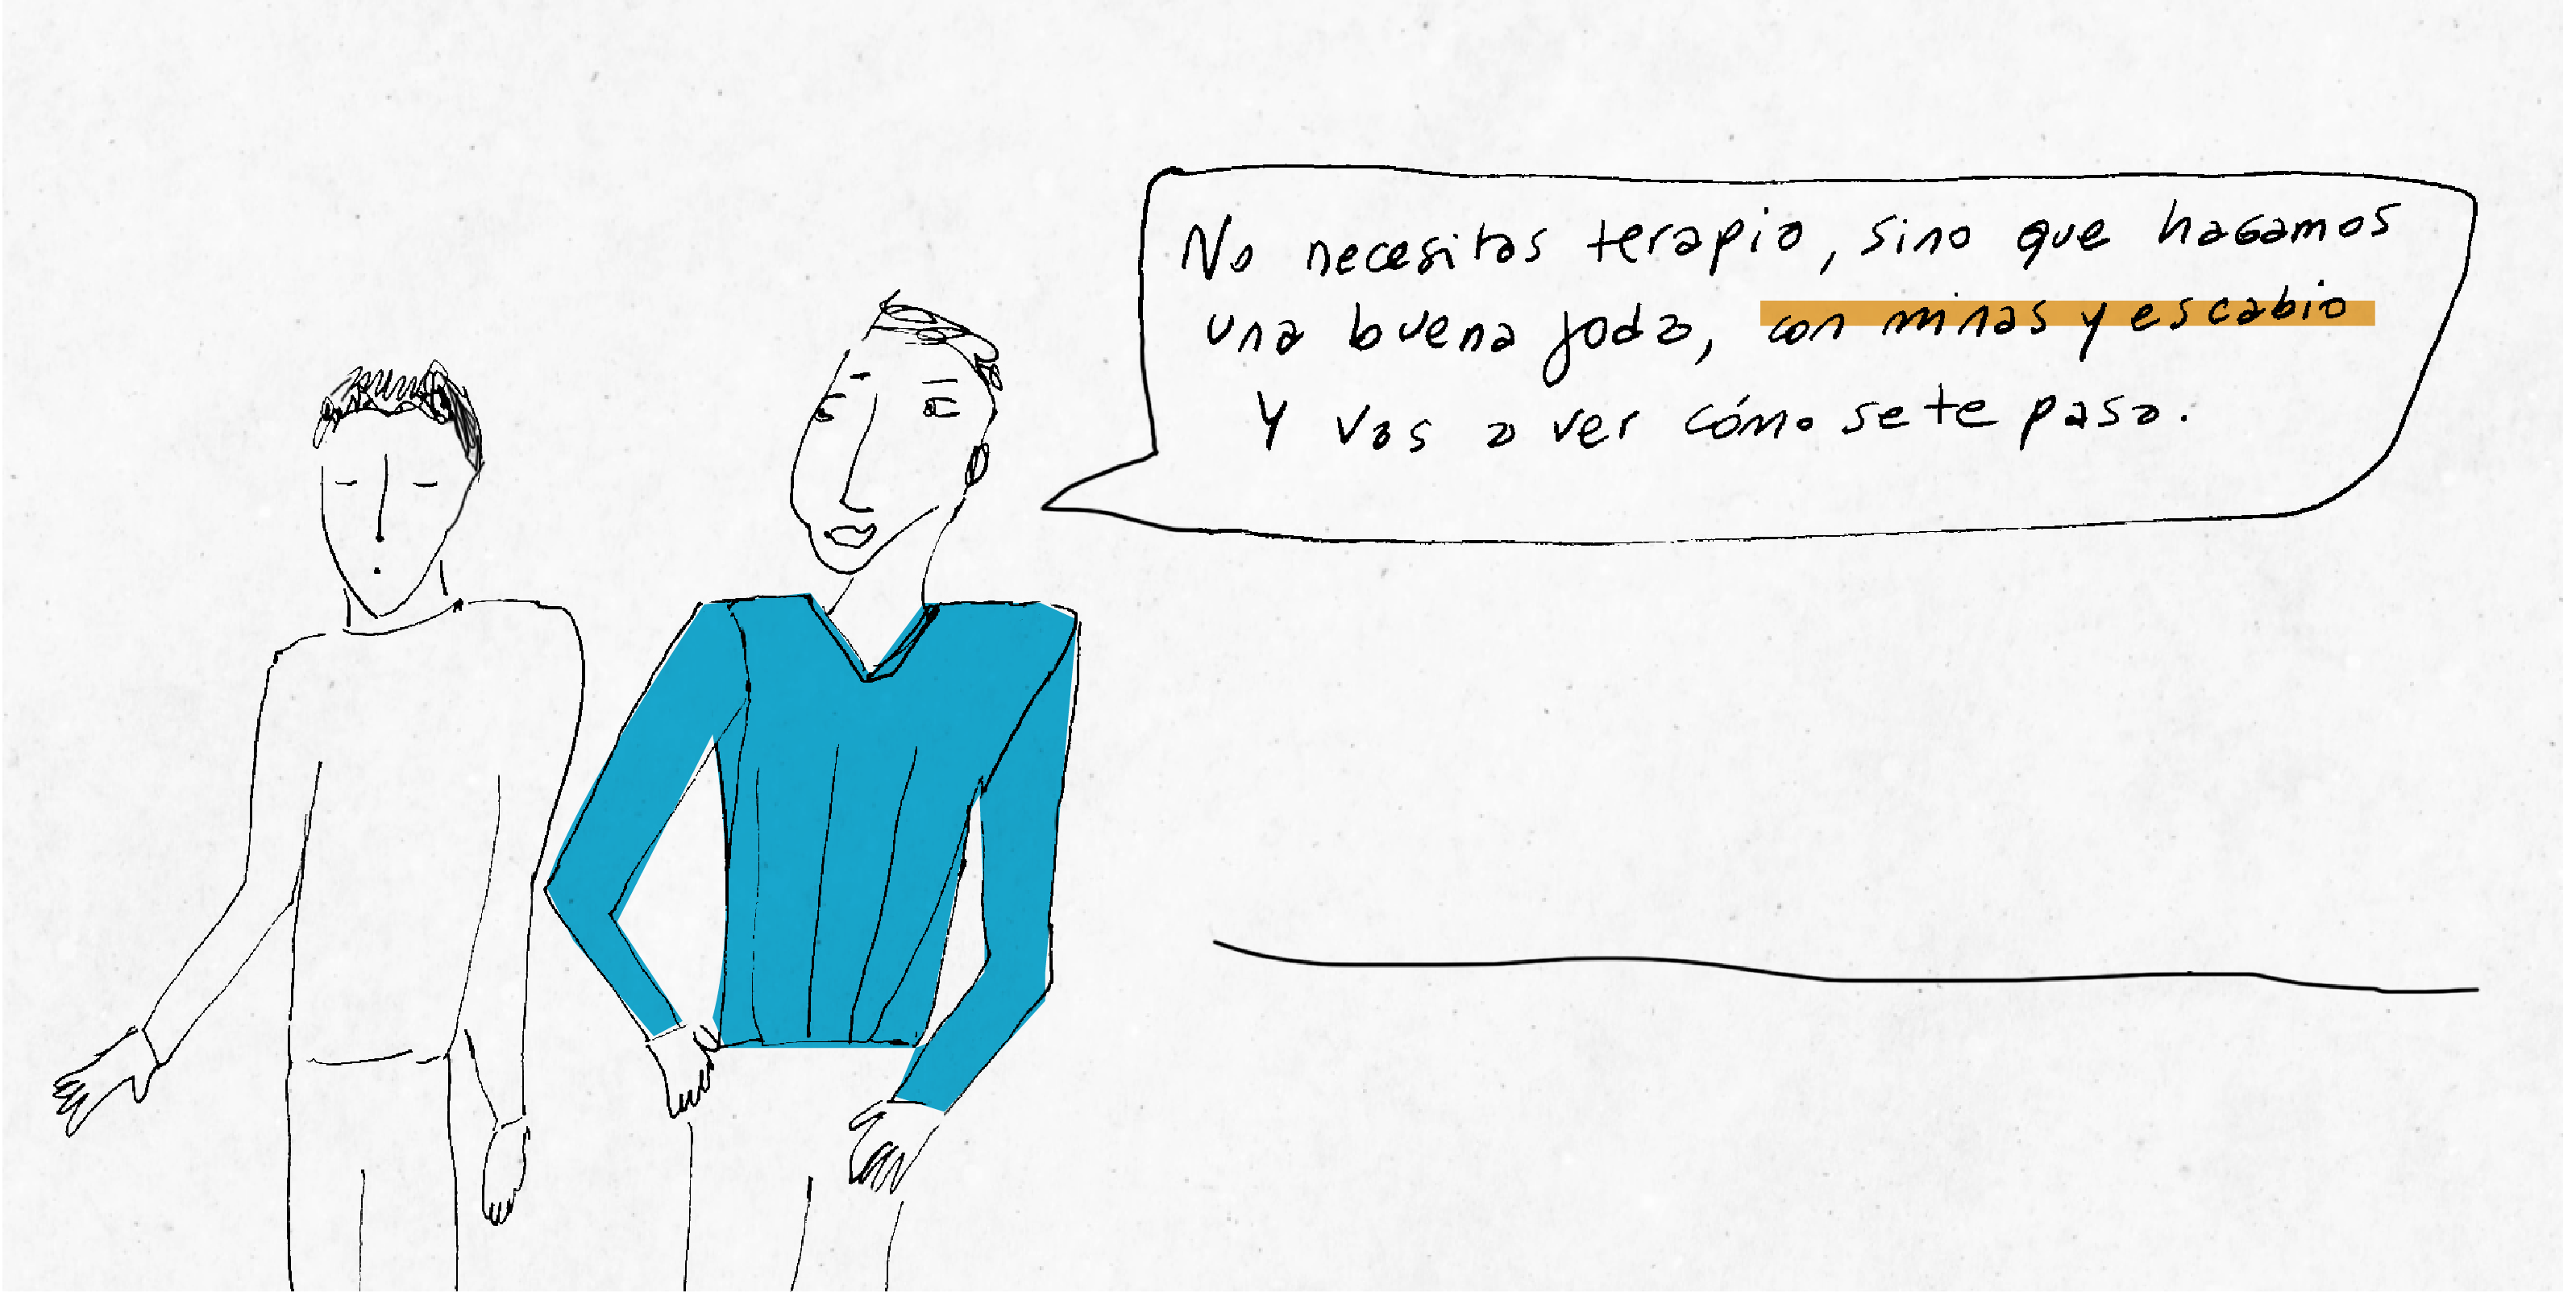 No necesitas terapia, sino que hagamos
una buena joda, con minas y escabio
Y vas a ver cómo se te pasa.